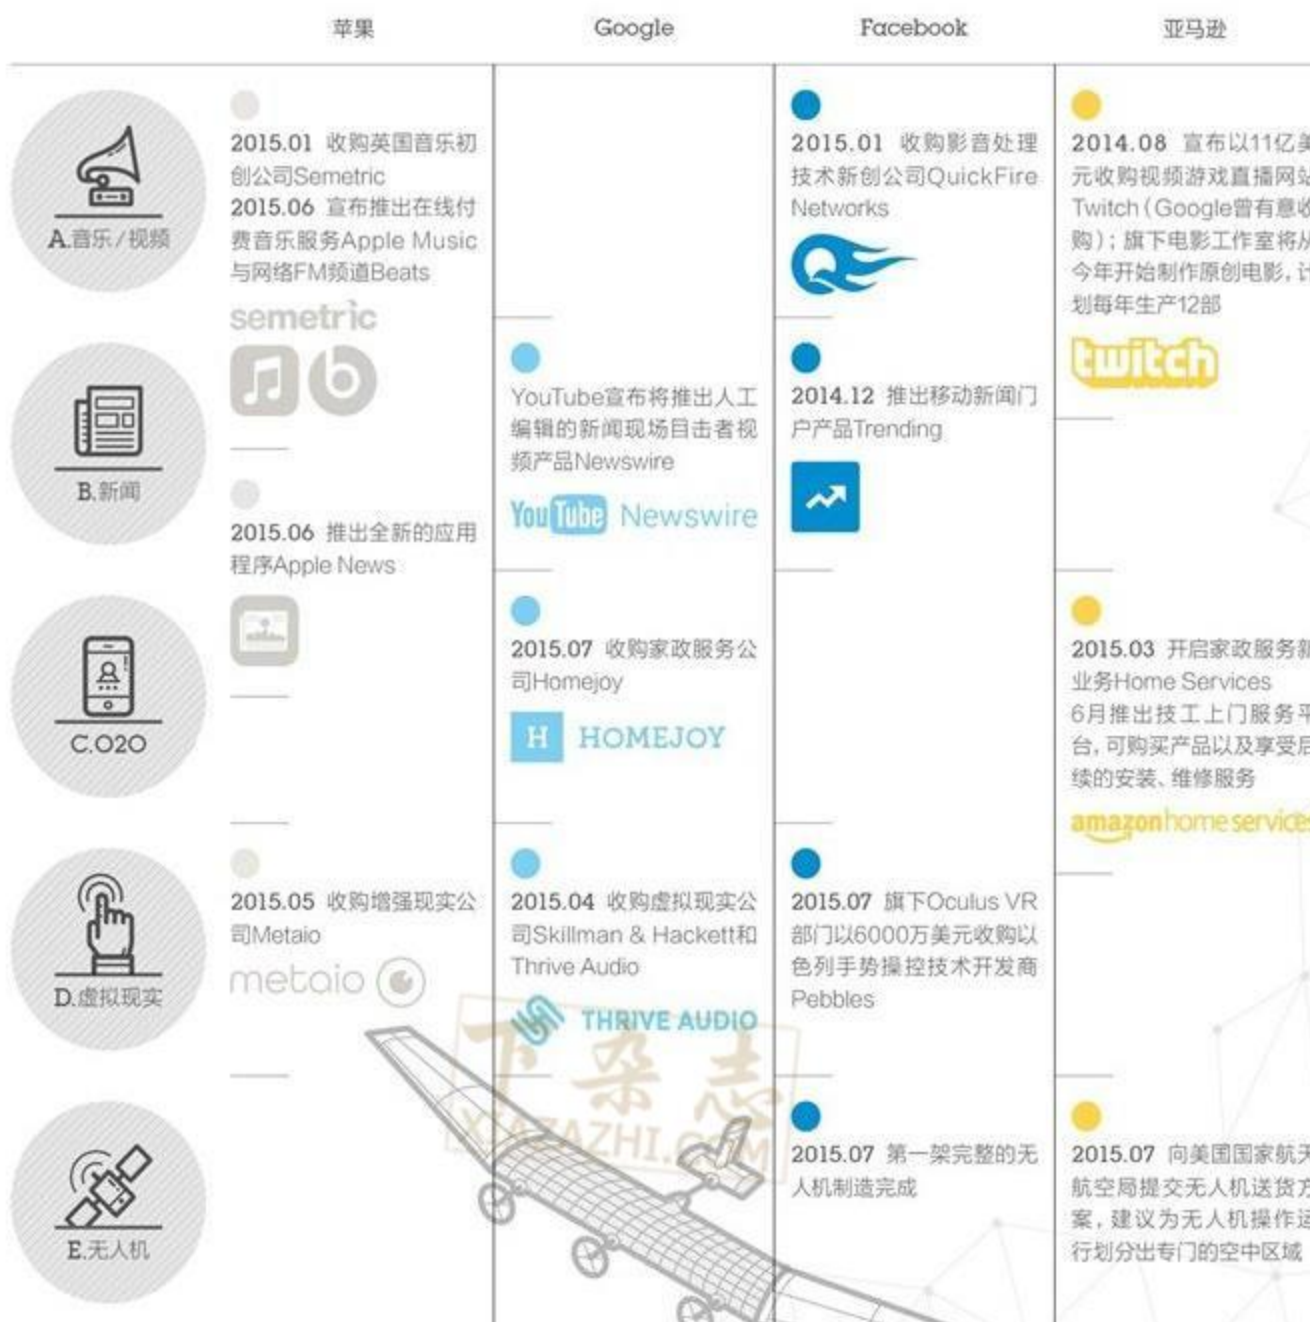 苹果
Google
Facebook
亚马逊
A.音乐/视频
2015.01 收购英国音乐初
创公司Semetric
2015.06 宣布推出在线付
费音乐服务Apple Music
与网络FM频道Beats
semetric
2015.01 收购影音处理
技术新创公司QuickFire
Networks
2014.08 宣布以11亿美
元收购视频游戏直播网站
Twitch（Google曾有意收
购）；旗下电影工作室将从
今年开始制作原创电影，计
划每年生产12部
twitch
B.新闻
2015.06 推出全新的应用
程序Apple News
YouTube宣布将推出人工
编辑的新闻现场目击者视
频产品Newswire
YouTube Newswire
2014.12 推出移动新闻门
户产品Trending
C.O2O
2015.07 收购家政服务公
司Homejoy
H HOMEJOY
2015.03 开启家政服务新
业务Home Services
6月推出技工上门服务平
台，可购买产品以及享受后
续的安装、维修服务
amazon home services
D.虚拟现实
2015.05 收购增强现实公
司Metaio
metaio
2015.04 收购虚拟现实公
司Skillman & Hackett和
Thrive Audio
THRIVE AUDIO
2015.07 旗下Oculus VR
部门以6000万美元收购以
色列手势操控技术开发商
Pebbles
下杂志
XIAZAZHI.COM
E.无人机
2015.07 第一架完整的无
人机制造完成
2015.07 向美国国家航天
航空局提交无人机送货方
案，建议为无人机操作运
行划分出专门的空中区域